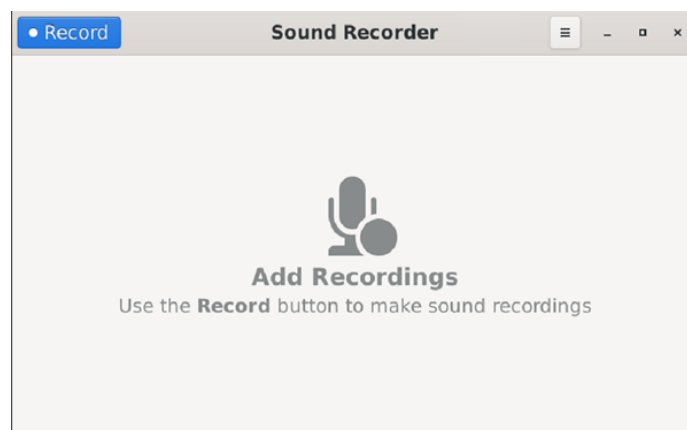 Record
Sound Recorder
Add Recordings
Use the Record button to make sound recordings